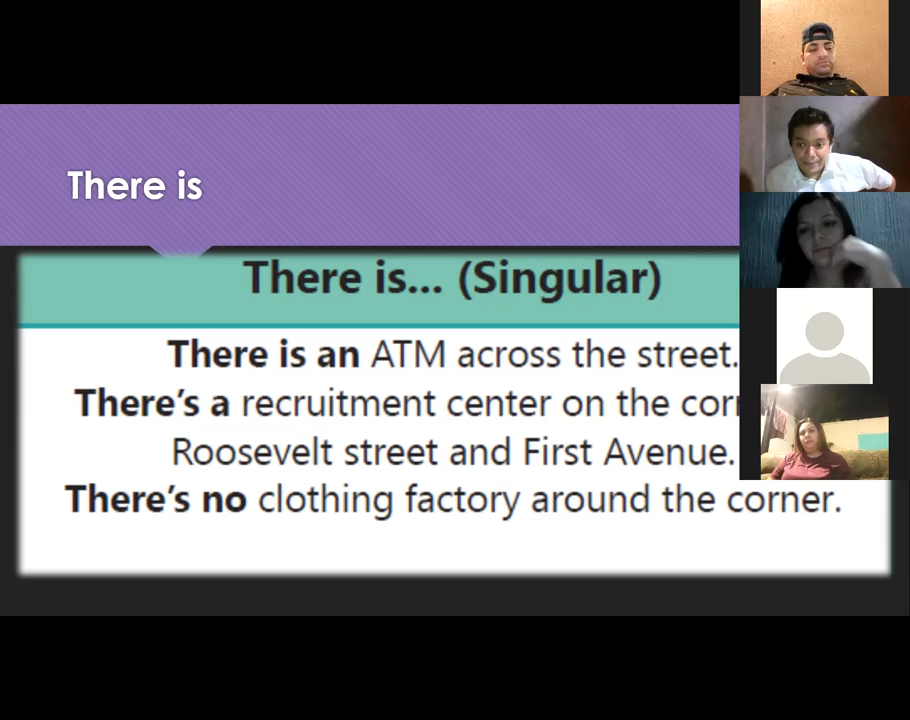 There is
There is... (Singular)
There is an ATM across the street.
There's a recruitment center on the
Roosevelt street and First Avenue.
There's no clothing factory around the corner.